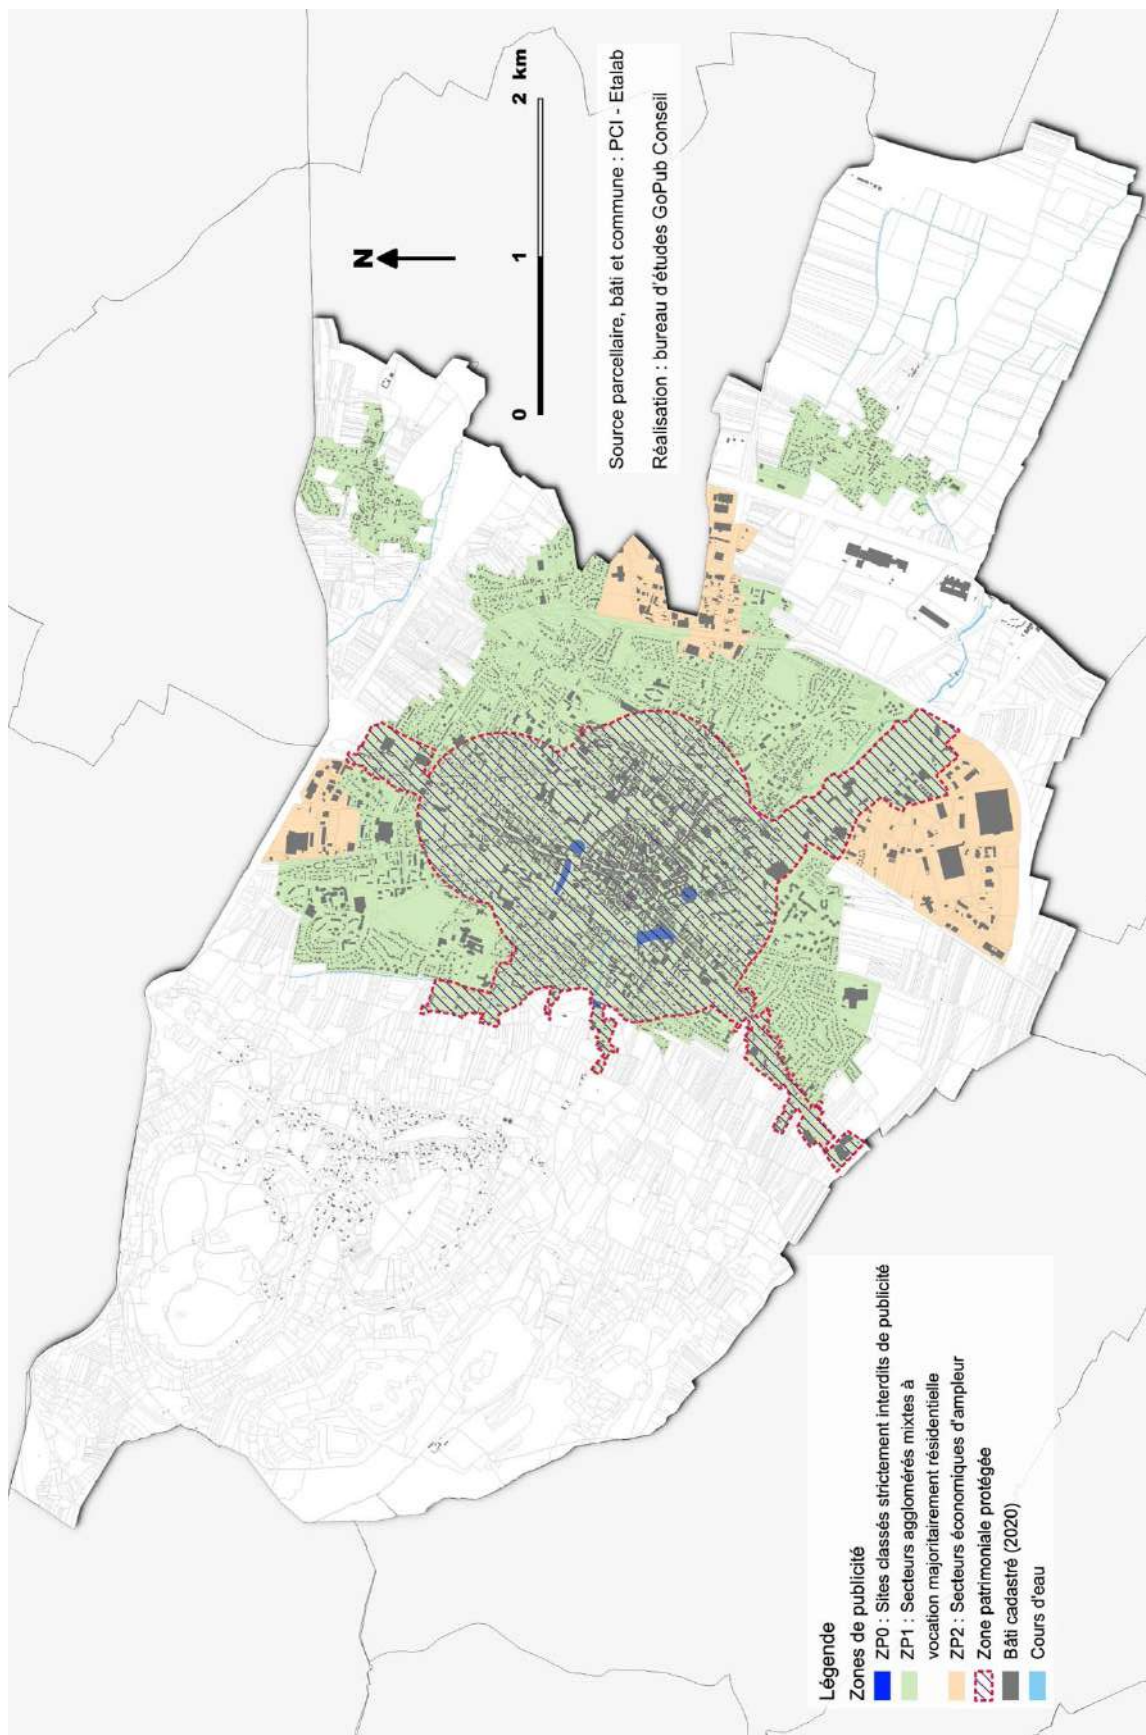 N
0
1
2 km
Source parcellaire, bâti et commune : PCI - Etalab
Réalisation : bureau d'études GoPub Conseil
Légende
Zones de publicité
ZP0 : Sites classés strictement interdits de publicité
ZP1 : Secteurs agglomérés mixtes à
vocation majoritairement résidentielle
ZP2 : Secteurs économiques d'ampleur
Zone patrimoniale protégée
Bâti cadastré (2020)
Cours d'eau